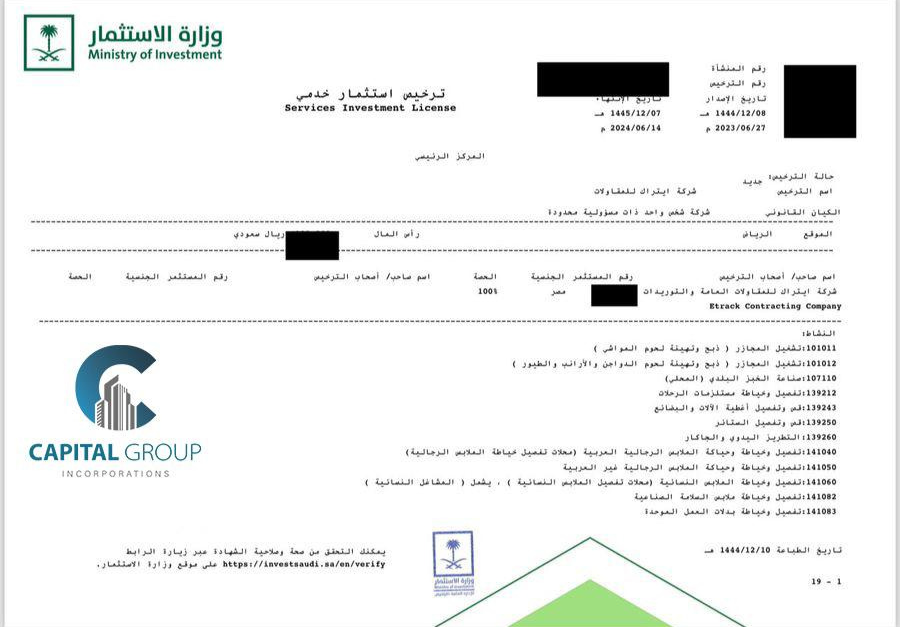 وزارة الاستثمار
Ministry of Investment
ترخيص استثمار خدمي
Services Investment License
رقم المنشأة
رقم الترخيص
تاريخ الإصدار تاريخ الإنتهاء
1444/12/08 هـ 1445/12/07 هـ
2023/06/27 م 2024/06/14 م
المركز الرئيسي
حالة الترخيص: جديد
اسم الترخيص شركة ايتراك للمقاولات
الكيان القانوني شركة شخص واحد ذات مسؤولية محدودة
الموقع الرياض رأس المال ريال سعودي
اسم صاحب/ أصحاب الترخيص رقم المستثمر الجنسية الحصة اسم صاحب/ أصحاب الترخيص رقم المستثمر الجنسية الحصة
شركة ايتراك للمقاولات العامة والتوريدات مصر 100%
Etrack Contracting Company
النشاط:
101011:تشغيل المجازر ( ذبح وتهيئة لحوم المواشي )
101012:تشغيل المجازر ( ذبح وتهيئة لحوم الدواجن والأرانب والطيور )
107110:صناعة الخبز البلدي (المحلي)
139212:تفصيل وخياطة مستلزمات الرحلات
139243:قص وتفصيل أغطية الآلات والبضائع
139250:قص وتفصيل الستائر
139260:التطريز اليدوي والجاكار
141040:تفصيل وخياطة وحياكة الملابس الرجالية العربية (محلات تفصيل خياطة الملابس الرجالية)
141050:تفصيل وخياطة وحياكة الملابس الرجالية غير العربية
141060:تفصيل وخياطة الملابس النسائية (محلات تفصيل الملابس النسائية ) ، يشمل ( المشاغل النسائية )
141082:تفصيل وخياطة ملابس السلامة الصناعية
141083:تفصيل وخياطة بدلات العمل الموحدة
CAPITAL GROUP
INCORPORATIONS
تاريخ الطباعة 1444/12/10 هـ
يمكنك التحقق من صحة وصلاحية الشهادة عبر زيارة الرابط
https://investsaudi.sa/en/verify على موقع وزارة الاستثمار.
وزارة الاستثمار
Ministry of Investment
19 - 1